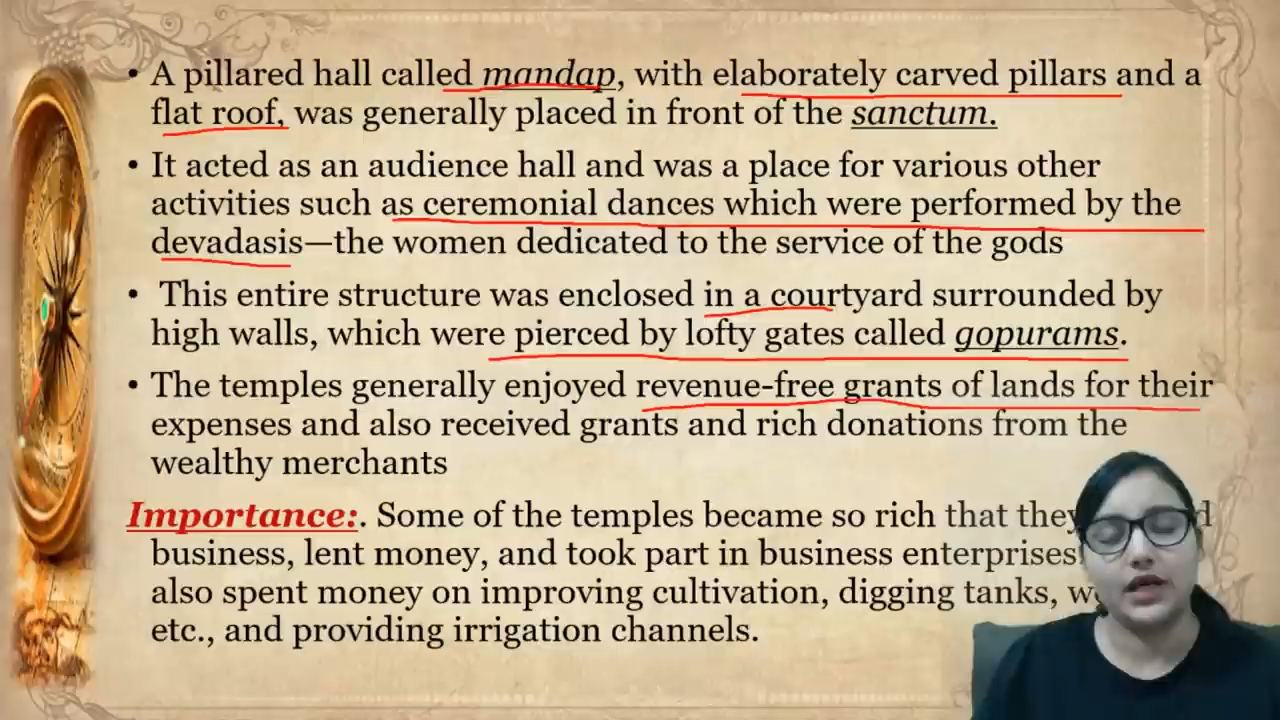 • A pillared hall called mandap, with elaborately carved pillars and a
flat roof, was generally placed in front of the sanctum.
• It acted as an audience hall and was a place for various other
activities such as ceremonial dances which were performed by the
devadasis—the women dedicated to the service of the gods
• This entire structure was enclosed in a courtyard surrounded by
high walls, which were pierced by lofty gates called gopurams.
• The temples generally enjoyed revenue-free grants of lands for their
expenses and also received grants and rich donations from the
wealthy merchants
Importance:. Some of the temples became so rich that they
business, lent money, and took part in business enterprises
also spent money on improving cultivation, digging tanks,
etc., and providing irrigation channels.